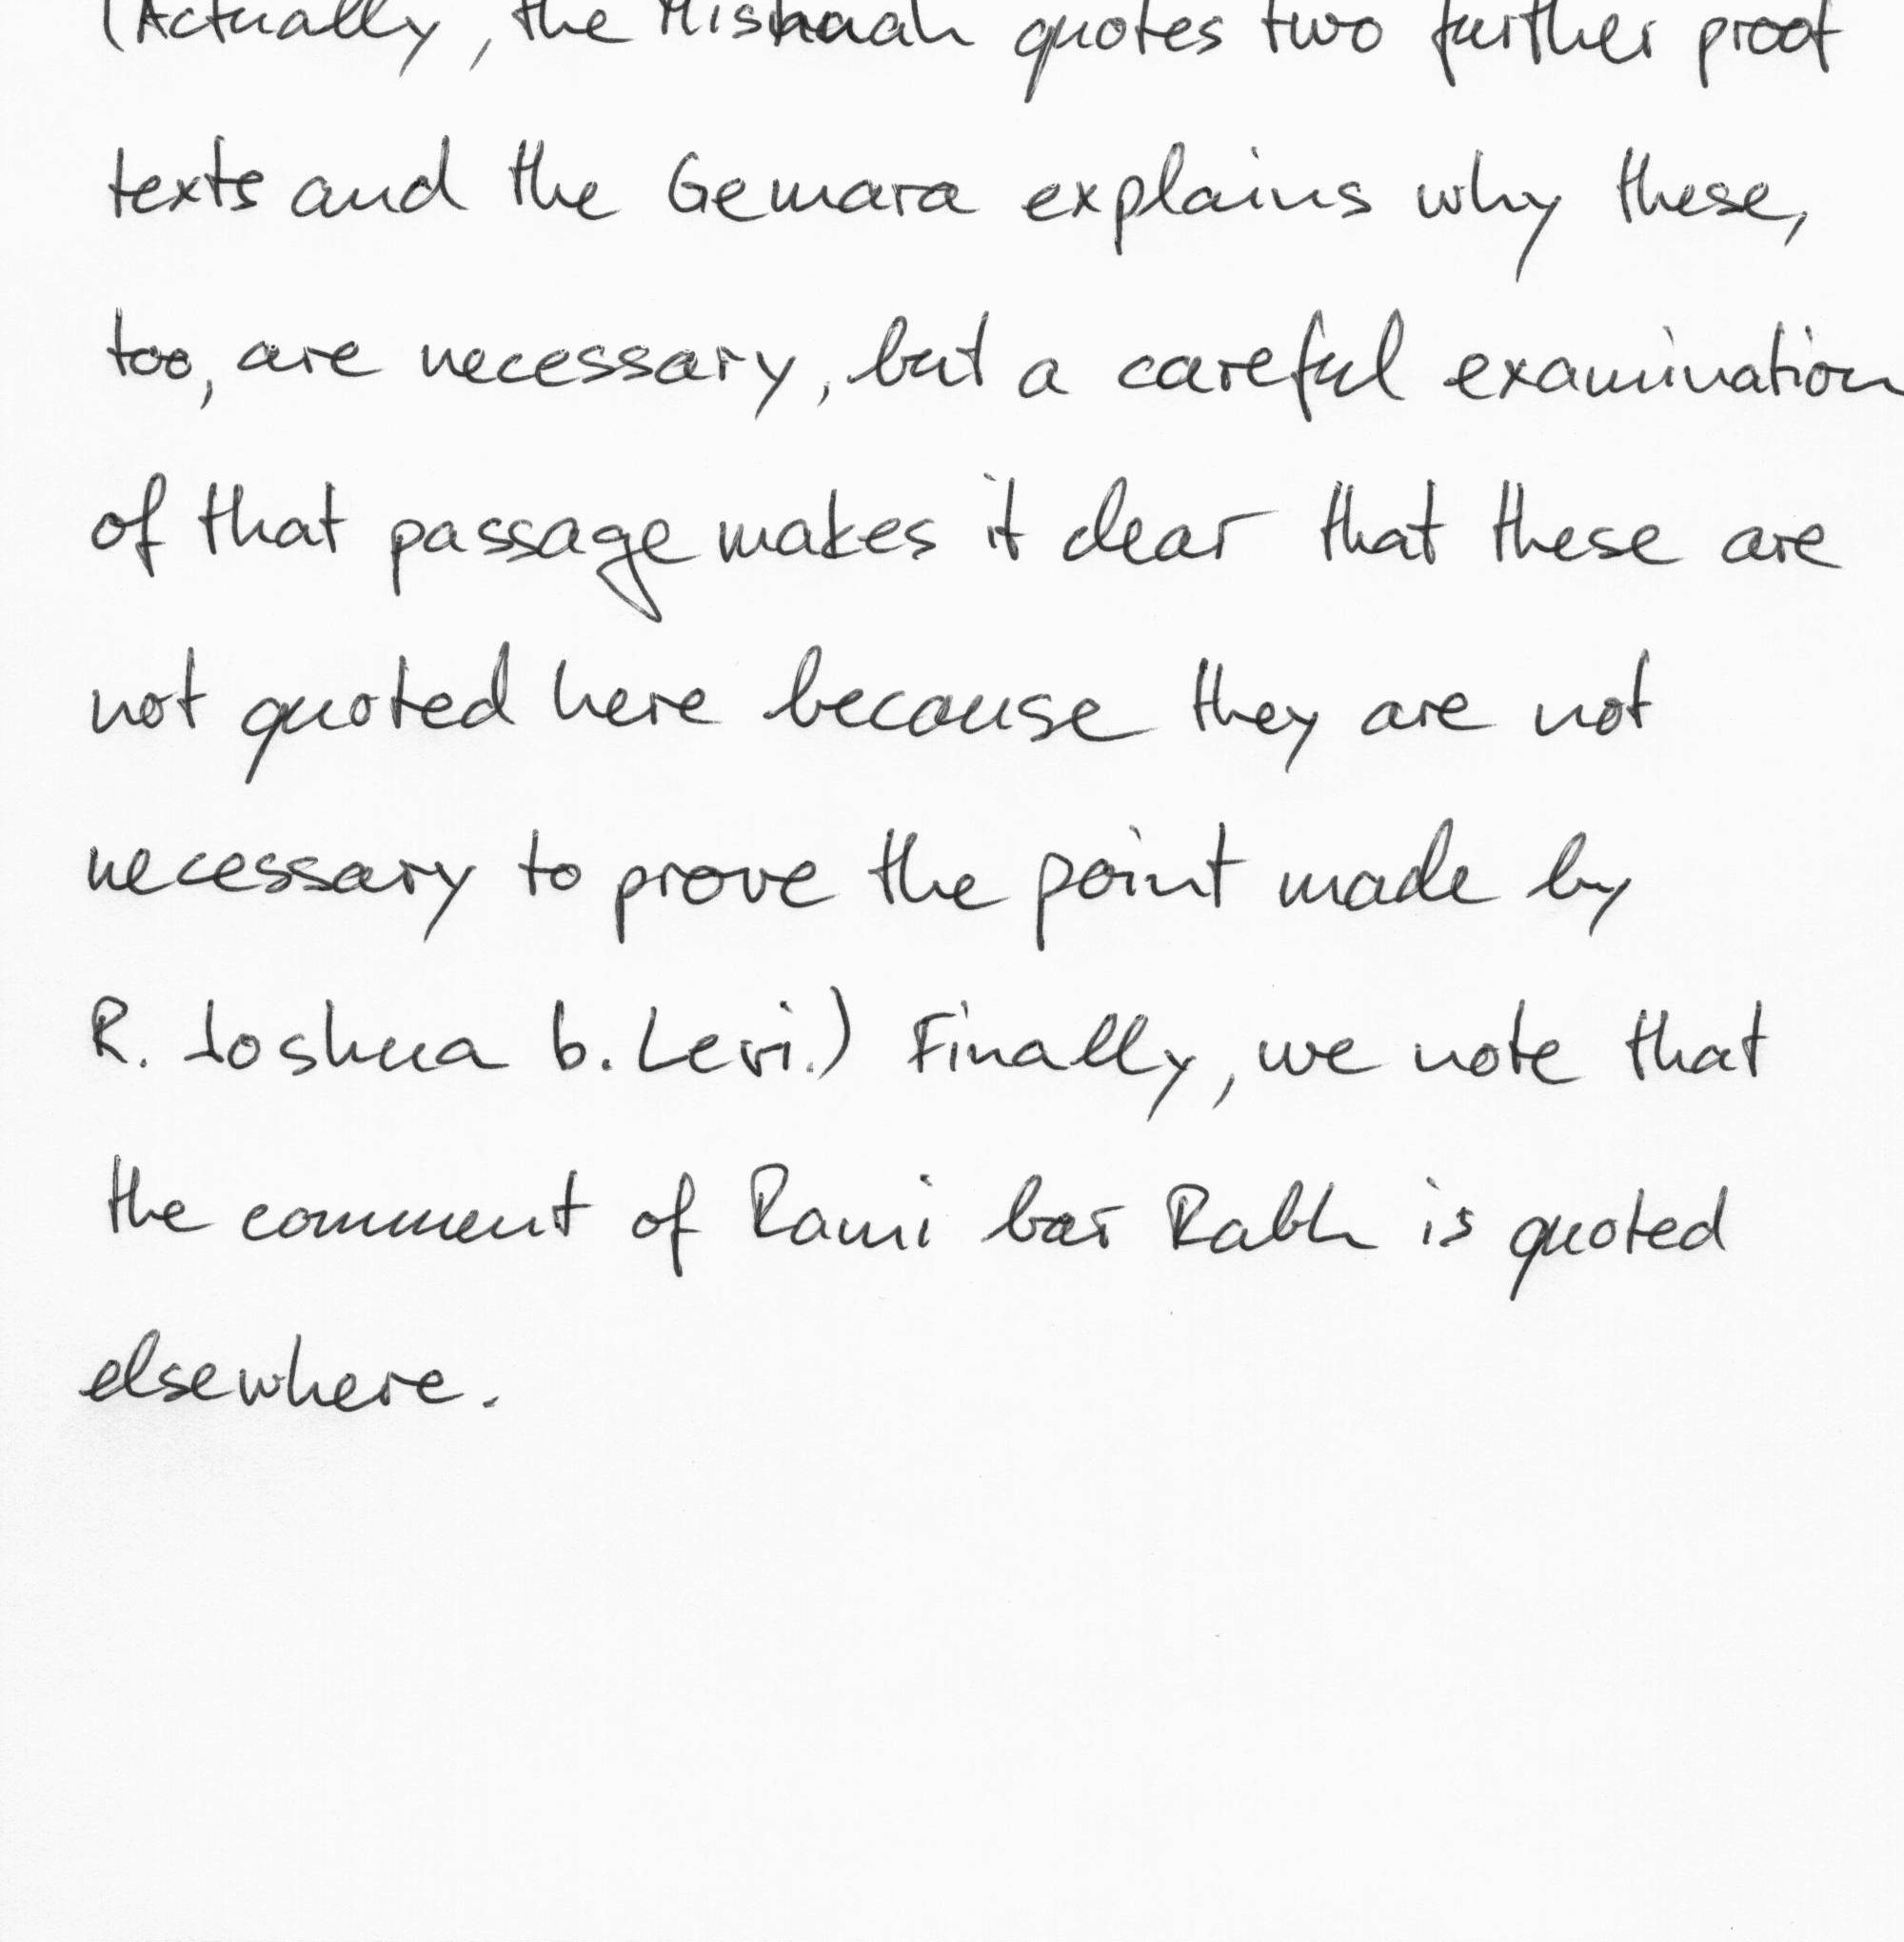 (Actually, the Mishnah quotes two further proof
texts and the Gemara explains why these,
too, are necessary, but a careful examination
of that passage makes it clear that these are
not quoted here because they are not
necessary to prove the point made by
R. Joshua b. Levi.) Finally, we note that
the comment of Rami bar Rabh is quoted
elsewhere.